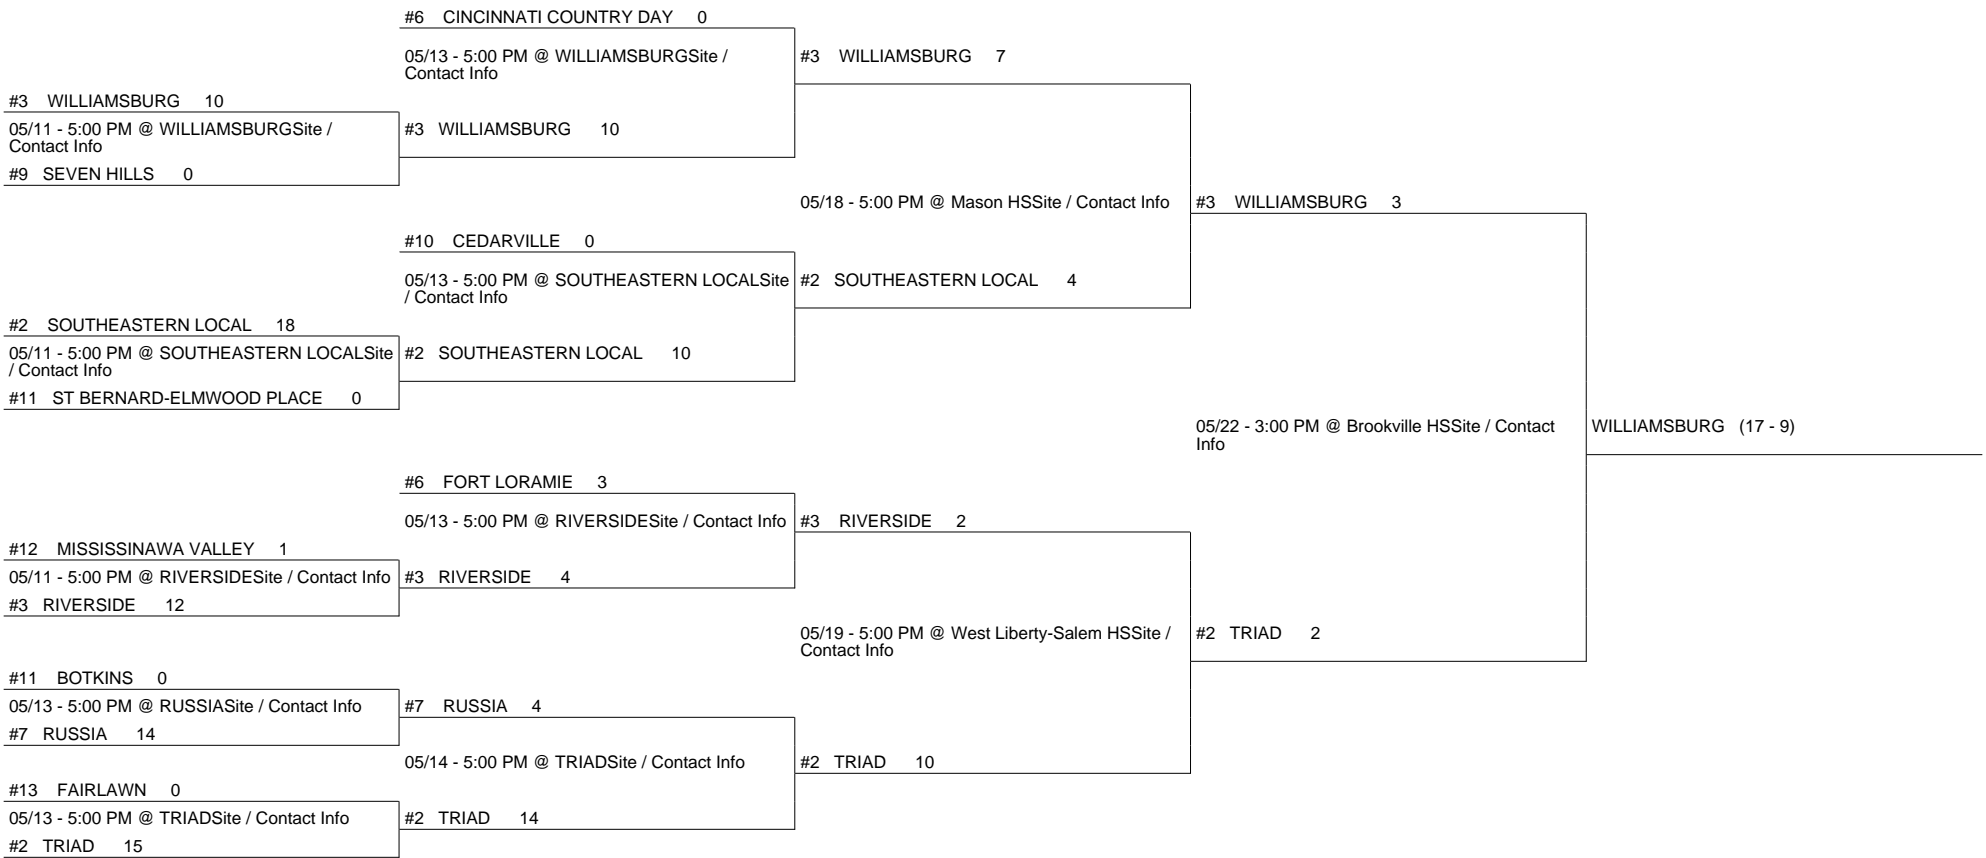 #6 CINCINNATI COUNTRY DAY 0
05/13 - 5:00 PM @ WILLIAMSBURGSite /
Contact Info
#3 WILLIAMSBURG 7
#3 WILLIAMSBURG 10
05/11 - 5:00 PM @ WILLIAMSBURGSite /
Contact Info
#3 WILLIAMSBURG 10
#9 SEVEN HILLS 0
05/18 - 5:00 PM @ Mason HSSite / Contact Info
#3 WILLIAMSBURG 3
#10 CEDARVILLE 0
05/13 - 5:00 PM @ SOUTHEASTERN LOCALSite
/ Contact Info
#2 SOUTHEASTERN LOCAL 4
#2 SOUTHEASTERN LOCAL 18
05/11 - 5:00 PM @ SOUTHEASTERN LOCALSite
/ Contact Info
#2 SOUTHEASTERN LOCAL 10
#11 ST BERNARD-ELMWOOD PLACE 0
05/22 - 3:00 PM @ Brookville HSSite / Contact
Info
WILLIAMSBURG (17 - 9)
#6 FORT LORAMIE 3
05/13 - 5:00 PM @ RIVERSIDESite / Contact Info
#3 RIVERSIDE 2
#12 MISSISSINAWA VALLEY 1
05/11 - 5:00 PM @ RIVERSIDESite / Contact Info
#3 RIVERSIDE 4
#3 RIVERSIDE 12
05/19 - 5:00 PM @ West Liberty-Salem HSSite /
Contact Info
#2 TRIAD 2
#11 BOTKINS 0
05/13 - 5:00 PM @ RUSSIASite / Contact Info
#7 RUSSIA 4
#7 RUSSIA 14
05/14 - 5:00 PM @ TRIADSite / Contact Info
#2 TRIAD 10
#13 FAIRLAWN 0
05/13 - 5:00 PM @ TRIADSite / Contact Info
#2 TRIAD 14
#2 TRIAD 15